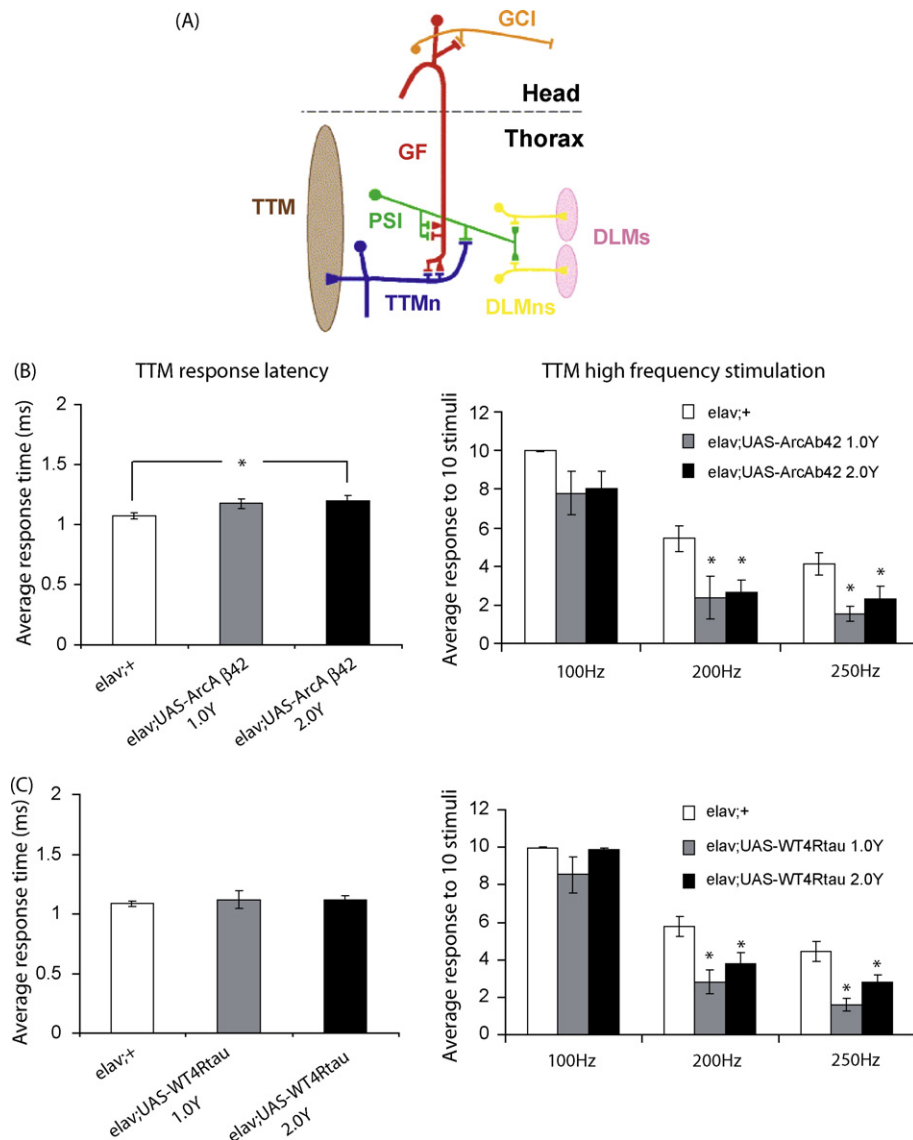 (A)
GCI
Head
Thorax
GF
TTM
PSI
DLMs
TTMn
DLMns
(B)
TTM response latency
Average response time (ms)
2
1.5
1
0.5
0
*
elav;+
elav;UAS-ArcA β42
1.0Y
elav;UAS-ArcA β42
2.0Y
TTM high frequency stimulation
Average response to 10 stimuli
12
10
8
6
4
2
0
elav;+
elav;UAS-ArcAb42 1.0Y
elav;UAS-ArcAb42 2.0Y
* *
* *
100Hz 200Hz 250Hz
(C)
Average response time (ms)
2
1.5
1
0.5
0
elav;+
elav;UAS-WT4Rtau
1.0Y
elav;UAS-WT4Rtau
2.0Y
Average response to 10 stimuli
12
10
8
6
4
2
0
elav;+
elav;UAS-WT4Rtau 1.0Y
elav;UAS-WT4Rtau 2.0Y
* *
* *
100Hz 200Hz 250Hz